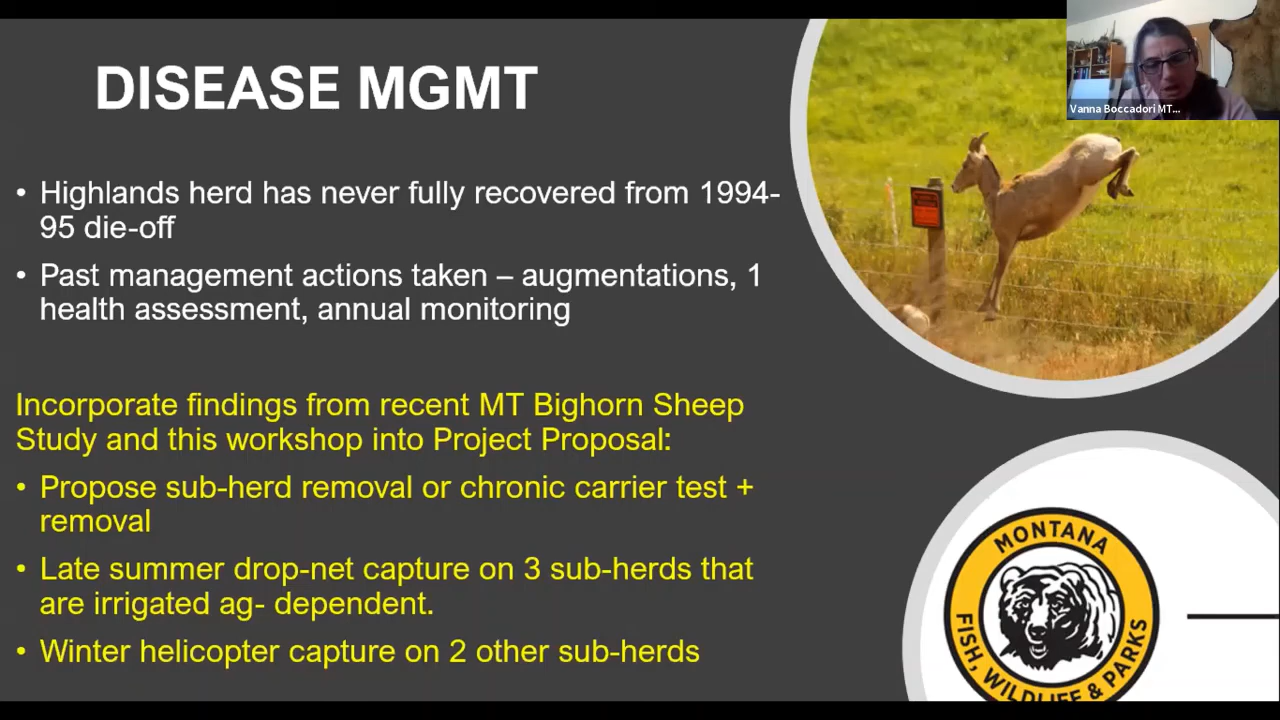 DISEASE MGMT
Vanna Boccadori MT...
• Highlands herd has never fully recovered from 1994-
95 die-off
• Past management actions taken – augmentations, 1
health assessment, annual monitoring
Incorporate findings from recent MT Bighorn Sheep
Study and this workshop into Project Proposal:
• Propose sub-herd removal or chronic carrier test +
removal
• Late summer drop-net capture on 3 sub-herds that
are irrigated ag- dependent.
• Winter helicopter capture on 2 other sub-herds
MONTANA
FISH, WILDLIFE & PARKS